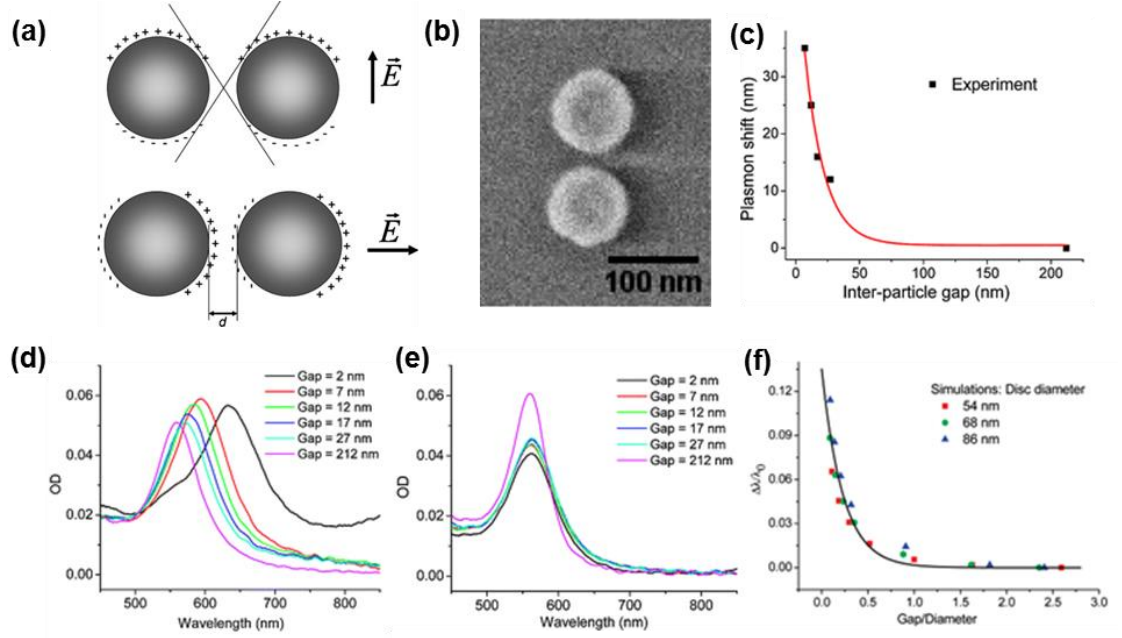 (a)
+ + + + + + + + +
+ + + + + + + + +
E
- - - - - - - - -
- - - - - - - - -
E
d
(b)
100 nm
(c)
Plasmon shift (nm)
30
20
10
0
Experiment
0 50 100 150 200
Inter-particle gap (nm)
(d)
OD
0.06
0.04
0.02
0.00
Gap = 2 nm
Gap = 7 nm
Gap = 12 nm
Gap = 17 nm
Gap = 27 nm
Gap = 212 nm
500 600 700 800
Wavelength (nm)
(e)
OD
0.06
0.04
0.02
0.00
Gap = 2 nm
Gap = 7 nm
Gap = 12 nm
Gap = 17 nm
Gap = 27 nm
Gap = 212 nm
500 600 700 800
Wavelength (nm)
(f)
Δλ/λ0
0.12
0.09
0.06
0.03
0.00
Simulations: Disc diameter
54 nm
68 nm
86 nm
0.0 0.5 1.0 1.5 2.0 2.5 3.0
Gap/Diameter